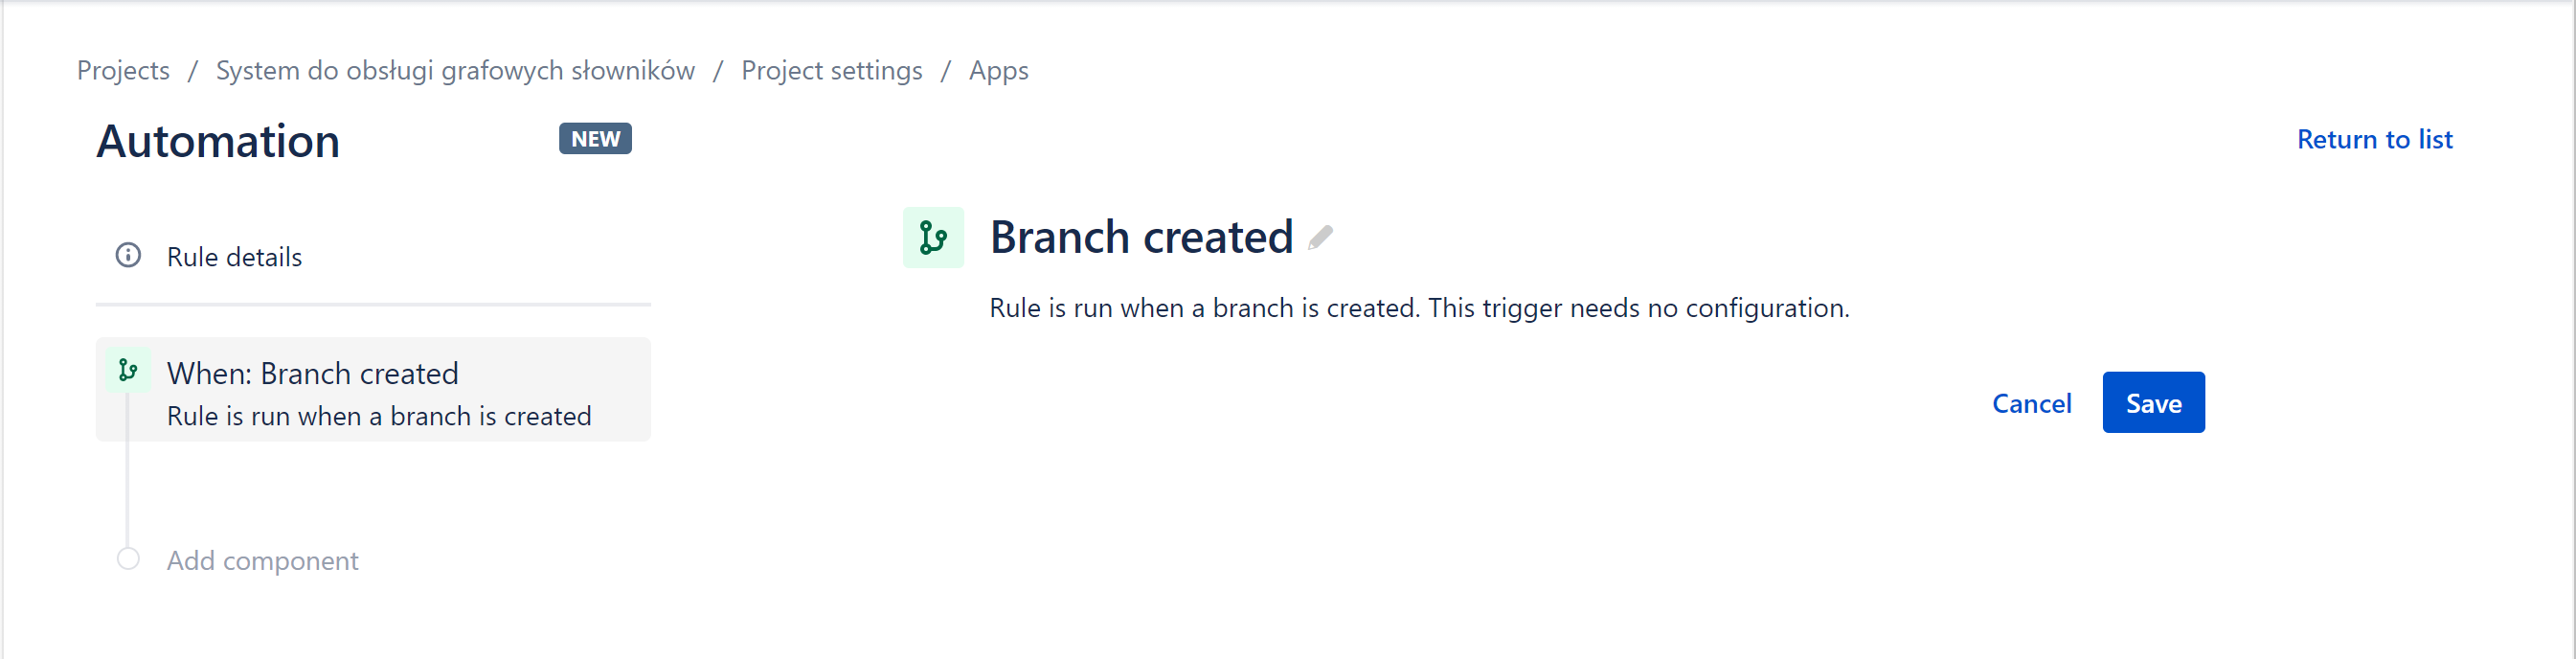 Projects / System do obsługi grafowych słowników / Project settings / Apps
Automation NEW
Return to list
Rule details
When: Branch created
Rule is run when a branch is created
Add component
Branch created
Rule is run when a branch is created. This trigger needs no configuration.
Cancel Save